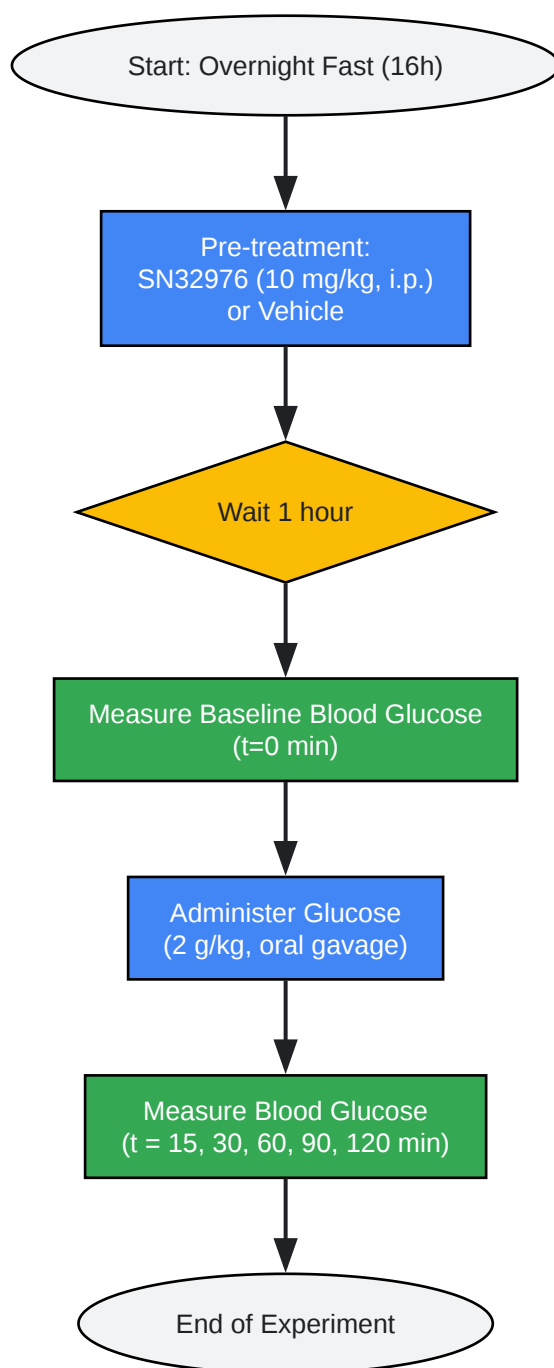 Start: Overnight Fast (16h)
Pre-treatment:
SN32976 (10 mg/kg, i.p.)
or Vehicle
Wait 1 hour
Measure Baseline Blood Glucose
(t=0 min)
Administer Glucose
(2 g/kg, oral gavage)
Measure Blood Glucose
(t = 15, 30, 60, 90, 120 min)
End of Experiment